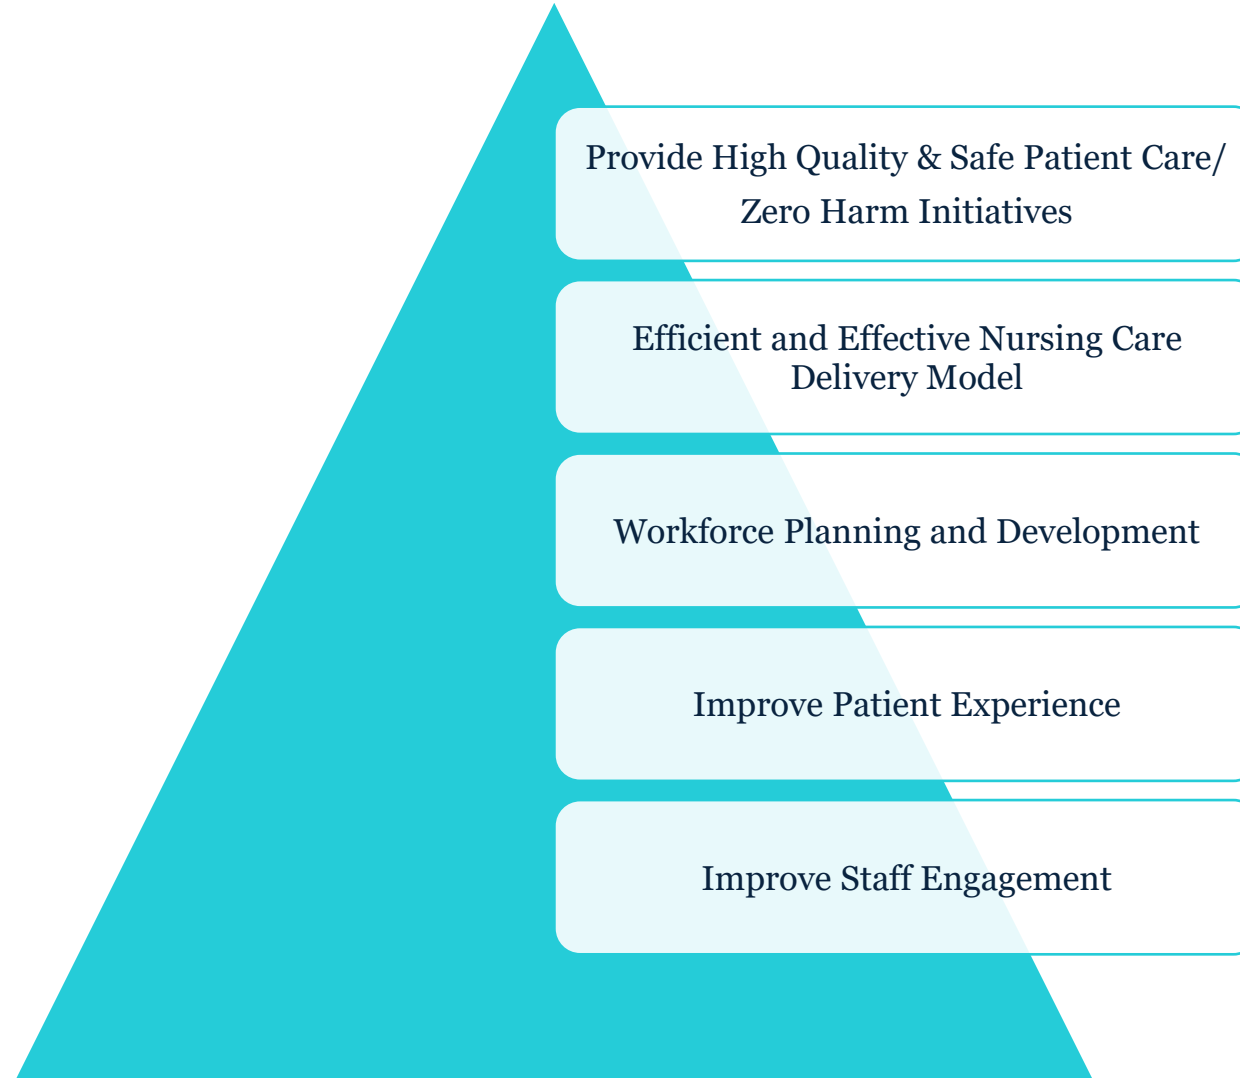 Provide High Quality & Safe Patient Care/
Zero Harm Initiatives
Efficient and Effective Nursing Care
Delivery Model
Workforce Planning and Development
Improve Patient Experience
Improve Staff Engagement